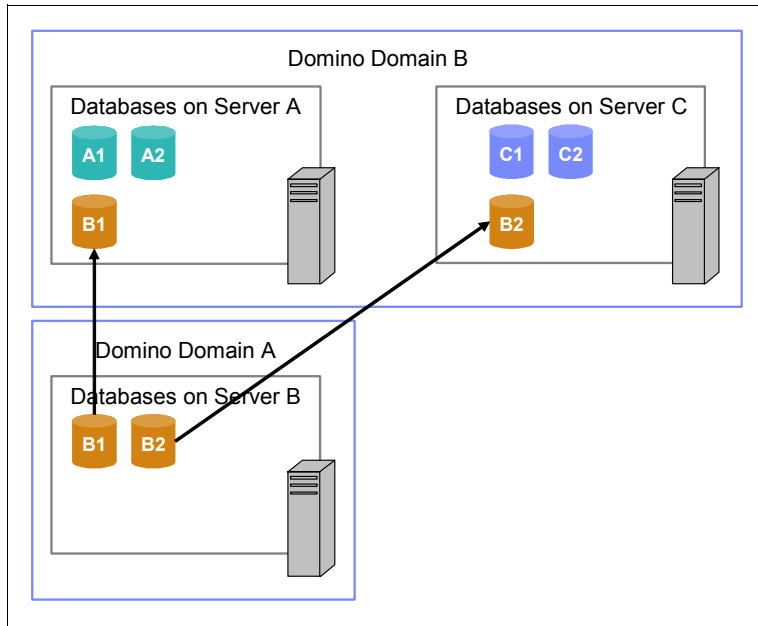 Domino Domain B
Databases on Server A
Databases on Server C
A1 A2
C1 C2
B1
B2
Domino Domain A
Databases on Server B
B1 B2